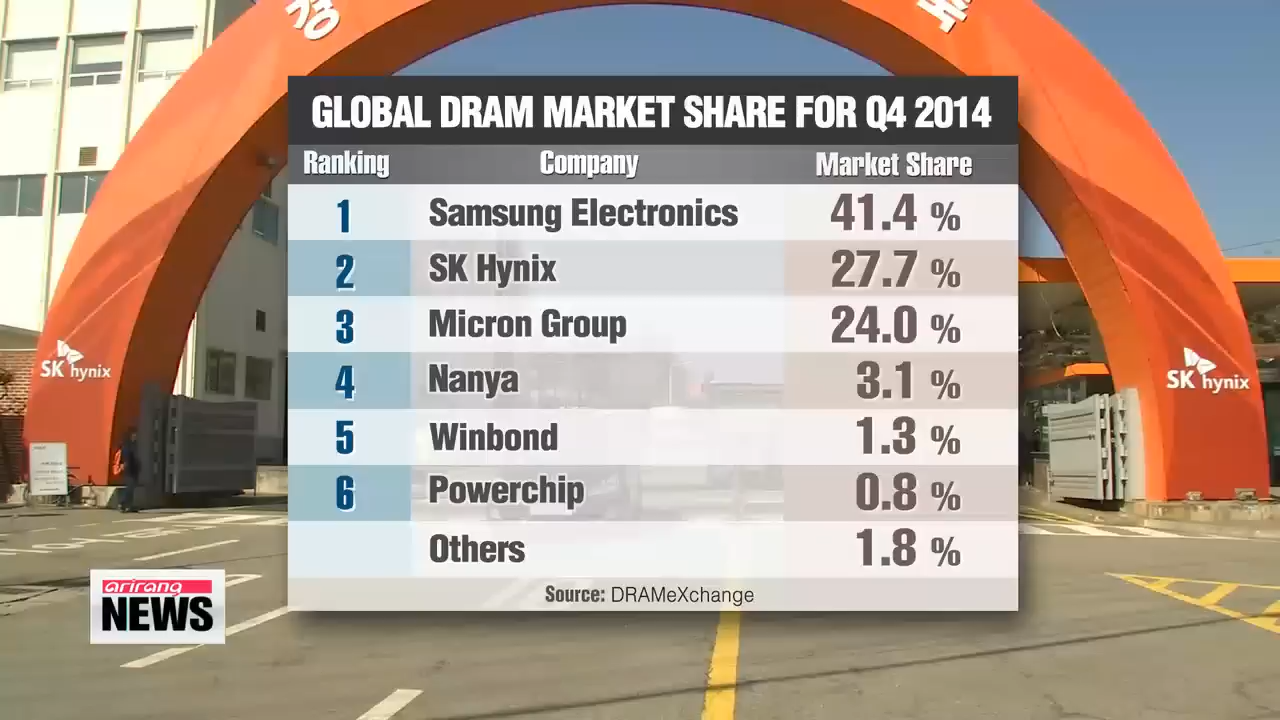 경
축
GLOBAL DRAM MARKET SHARE FOR Q4 2014
Ranking Company Market Share
1 Samsung Electronics 41.4 %
2 SK Hynix 27.7 %
3 Micron Group 24.0 %
4 Nanya 3.1 %
5 Winbond 1.3 %
6 Powerchip 0.8 %
Others 1.8 %
Source: DRAMeXchange
SK hynix
SK hynix
arirang
NEWS